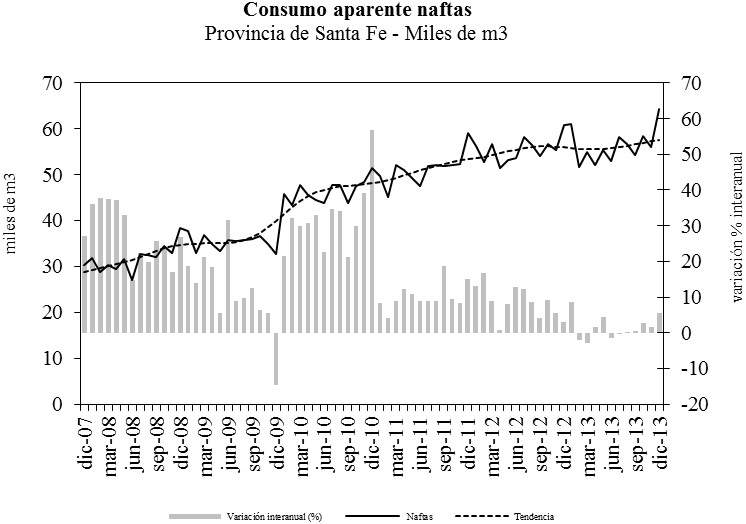 Consumo aparente naftas
Provincia de Santa Fe - Miles de m3
miles de m3
70
60
50
40
30
20
10
0
70
60
50
40
30
20
10
0
-10
-20
variación % interanual
dic-07
mar-08
jun-08
sep-08
dic-08
mar-09
jun-09
sep-09
dic-09
mar-10
jun-10
sep-10
dic-10
mar-11
jun-11
sep-11
dic-11
mar-12
jun-12
sep-12
dic-12
mar-13
jun-13
sep-13
dic-13
Variación interanual (%) Naftas Tendencia